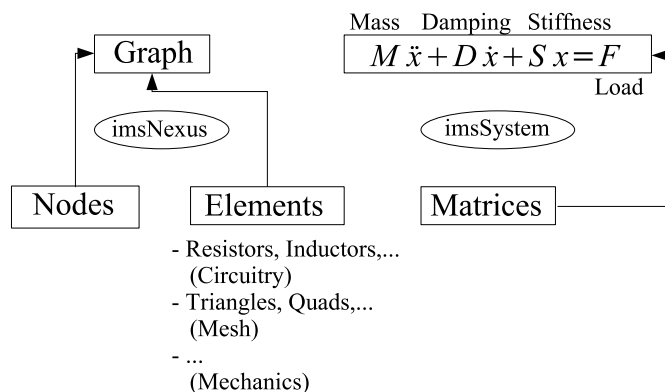 Mass Damping Stiffness
Graph
M ẍ + D ẋ + S x = F
Load
imsNexus
imsSystem
Nodes
Elements
Matrices
- Resistors, Inductors,...
(Circuitry)
- Triangles, Quads,...
(Mesh)
- ...
(Mechanics)